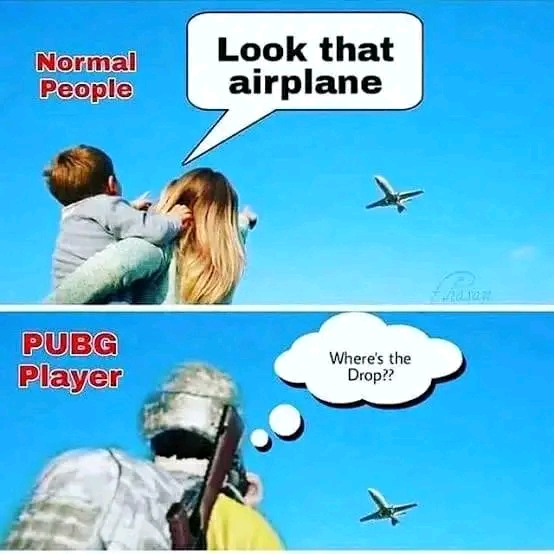 Normal
People
Look that
airplane
PUBG
Player
Where's the
Drop??